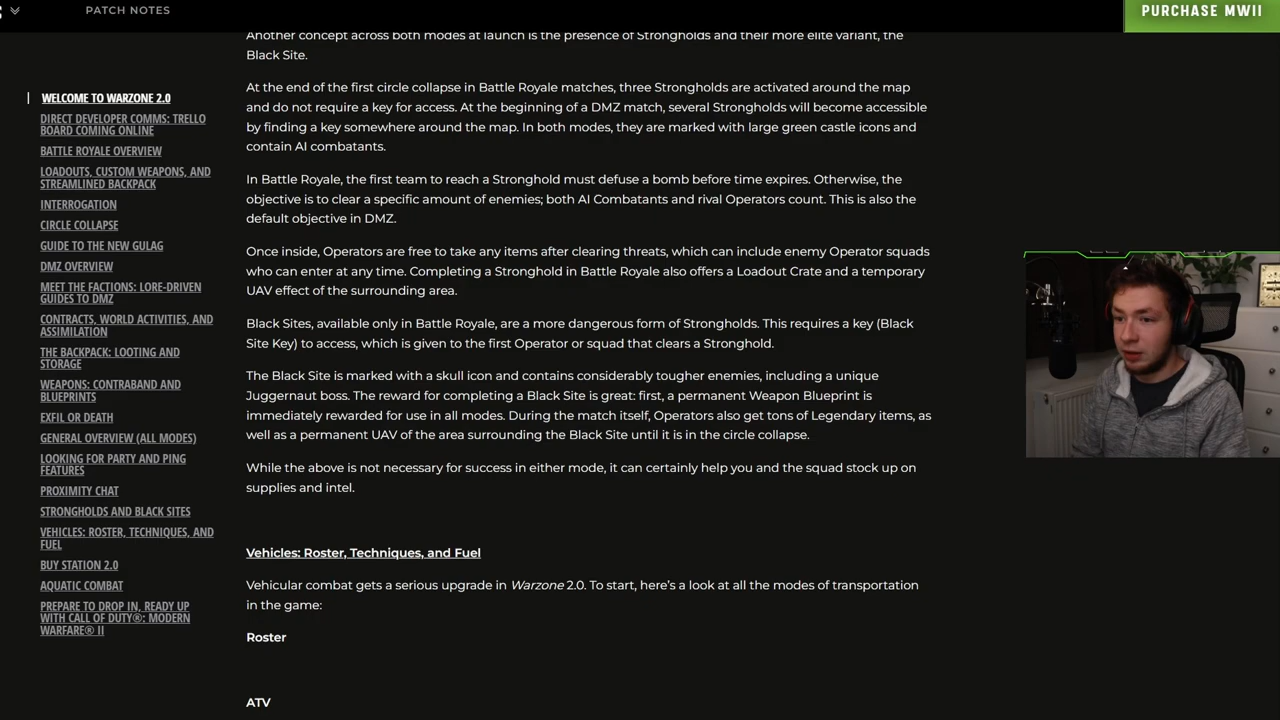 PATCH NOTES
PURCHASE MWII
WELCOME TO WARZONE 2.0
DIRECT DEVELOPER COMMS: TRELLO
BOARD COMING ONLINE
BATTLE ROYALE OVERVIEW
LOADOUTS, CUSTOM WEAPONS, AND
STREAMLINED BACKPACK
INTERROGATION
CIRCLE COLLAPSE
GUIDE TO THE NEW GULAG
DMZ OVERVIEW
MEET THE FACTIONS: LORE-DRIVEN
GUIDES TO DMZ
CONTRACTS, WORLD ACTIVITIES, AND
ASSIMILATION
THE BACKPACK: LOOTING AND
STORAGE
WEAPONS: CONTRABAND AND
BLUEPRINTS
EXFIL OR DEATH
GENERAL OVERVIEW (ALL MODES)
LOOKING FOR PARTY AND PING
FEATURES
PROXIMITY CHAT
STRONGHOLDS AND BLACK SITES
VEHICLES: ROSTER, TECHNIQUES, AND
FUEL
BUY STATION 2.0
AQUATIC COMBAT
PREPARE TO DROP IN, READY UP
WITH CALL OF DUTY®: MODERN
WARFARE® II
Another concept across both modes at launch is the presence of Strongholds and their more elite variant, the
Black Site.
At the end of the first circle collapse in Battle Royale matches, three Strongholds are activated around the map
and do not require a key for access. At the beginning of a DMZ match, several Strongholds will become accessible
by finding a key somewhere around the map. In both modes, they are marked with large green castle icons and
contain AI combatants.
In Battle Royale, the first team to reach a Stronghold must defuse a bomb before time expires. Otherwise, the
objective is to clear a specific amount of enemies; both AI Combatants and rival Operators count. This is also the
default objective in DMZ.
Once inside, Operators are free to take any items after clearing threats, which can include enemy Operator squads
who can enter at any time. Completing a Stronghold in Battle Royale also offers a Loadout Crate and a temporary
UAV effect of the surrounding area.
Black Sites, available only in Battle Royale, are a more dangerous form of Strongholds. This requires a key (Black
Site Key) to access, which is given to the first Operator or squad that clears a Stronghold.
The Black Site is marked with a skull icon and contains considerably tougher enemies, including a unique
Juggernaut boss. The reward for completing a Black Site is great: first, a permanent Weapon Blueprint is
immediately rewarded for use in all modes. During the match itself, Operators also get tons of Legendary items, as
well as a permanent UAV of the area surrounding the Black Site until it is in the circle collapse.
While the above is not necessary for success in either mode, it can certainly help you and the squad stock up on
supplies and intel.
Vehicles: Roster, Techniques, and Fuel
Vehicular combat gets a serious upgrade in Warzone 2.0. To start, here's a look at all the modes of transportation
in the game:
Roster
ATV